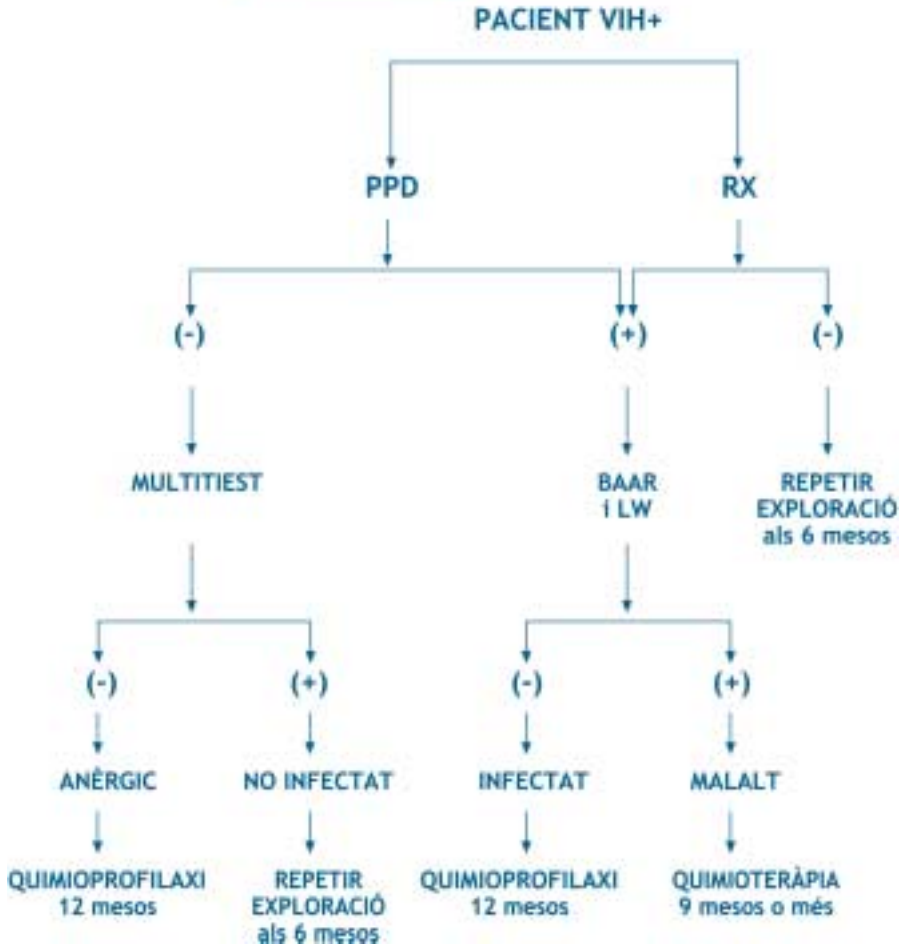 PACIENT VIH+
PPD
RX
(-)
(+)
(-)
MULTITIEST
BAAR
i LW
REPETIR
EXPLORACIÓ
als 6 mesos
(-)
(+)
(-)
(+)
ANÈRGIC
NO INFECTAT
INFECTAT
MALALT
QUIMIOPROFILAXI
12 mesos
REPETIR
EXPLORACIÓ
als 6 mesos
QUIMIOPROFILAXI
12 mesos
QUIMIOTERÀPIA
9 mesos o més